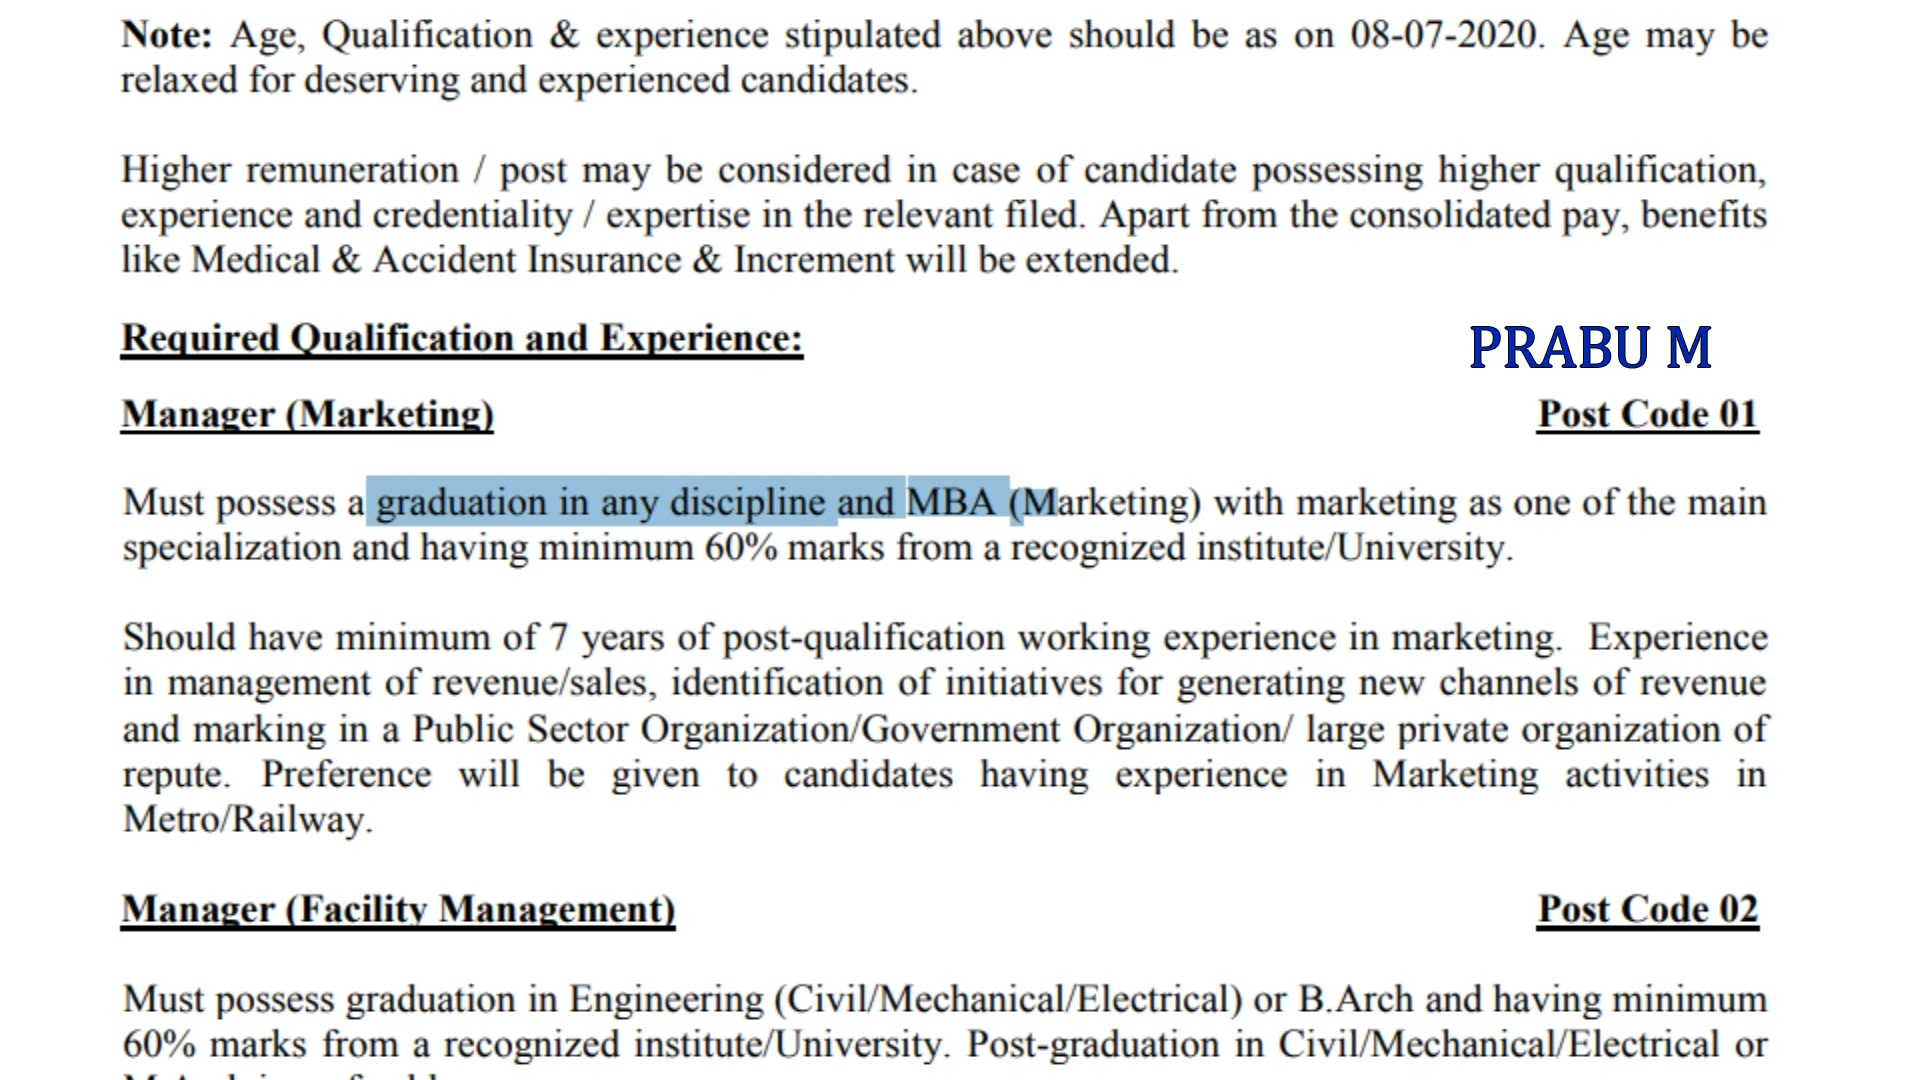 Note: Age, Qualification & experience stipulated above should be as on 08-07-2020. Age may be
relaxed for deserving and experienced candidates.
Higher remuneration / post may be considered in case of candidate possessing higher qualification,
experience and credentiality / expertise in the relevant filed. Apart from the consolidated pay, benefits
like Medical & Accident Insurance & Increment will be extended.
Required Qualification and Experience:
PRABU M
Manager (Marketing) Post Code 01
Must possess a graduation in any discipline and MBA (Marketing) with marketing as one of the main
specialization and having minimum 60% marks from a recognized institute/University.
Should have minimum of 7 years of post-qualification working experience in marketing. Experience
in management of revenue/sales, identification of initiatives for generating new channels of revenue
and marking in a Public Sector Organization/Government Organization/ large private organization of
repute. Preference will be given to candidates having experience in Marketing activities in
Metro/Railway.
Manager (Facility Management) Post Code 02
Must possess graduation in Engineering (Civil/Mechanical/Electrical) or B.Arch and having minimum
60% marks from a recognized institute/University. Post-graduation in Civil/Mechanical/Electrical or